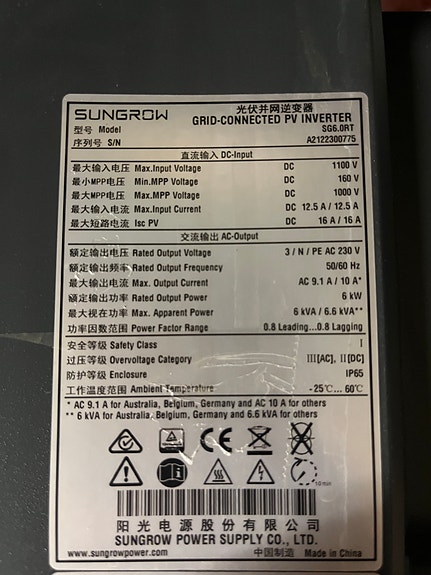 SUNGROW
光伏并网逆变器
GRID-CONNECTED PV INVERTER
型号 Model SG6.0RT
序列号 S/N A2122300775
直流输入 DC-Input
最大输入电压 Max.Input Voltage DC 1100 V
最小MPP电压 Min.MPP Voltage DC 160 V
最大MPP电压 Max.MPP Voltage DC 1000 V
最大输入电流 Max.Input Current DC 12.5 A / 12.5 A
最大短路电流 Isc PV DC 16 A / 16 A
交流输出 AC-Output
额定输出电压 Rated Output Voltage 3 / N / PE AC 230 V
额定输出频率 Rated Output Frequency 50/60 Hz
最大输出电流 Max. Output Current AC 9.1 A / 10 A*
额定输出功率 Rated Output Power 6 kW
最大视在功率 Max. Apparent Power 6 kVA / 6.6 kVA**
功率因数范围 Power Factor Range 0.8 Leading...0.8 Lagging
安全等级 Safety Class I
过压等级 Overvoltage Category III[AC], II[DC]
防护等级 Enclosure IP65
工作温度范围 Ambient Temperature -25℃... 60℃
* AC 9.1 A for Australia, Belgium, Germany and AC 10 A for others
** 6 kVA for Australia, Belgium, Germany and 6.6 kVA for others
CE
10 min
阳光电源股份有限公司
SUNGROW POWER SUPPLY CO., LTD.
www.sungrowpower.com 中国制造 Made in China